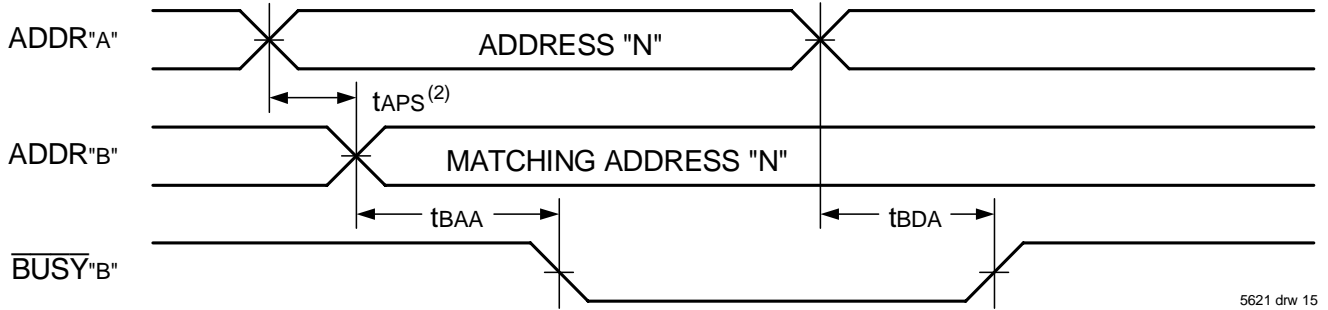 ADDR"A" ADDRESS "N"
tAPS(2)
ADDR"B" MATCHING ADDRESS "N"
tBAA tBDA
BUSY"B"
5621 drw 15